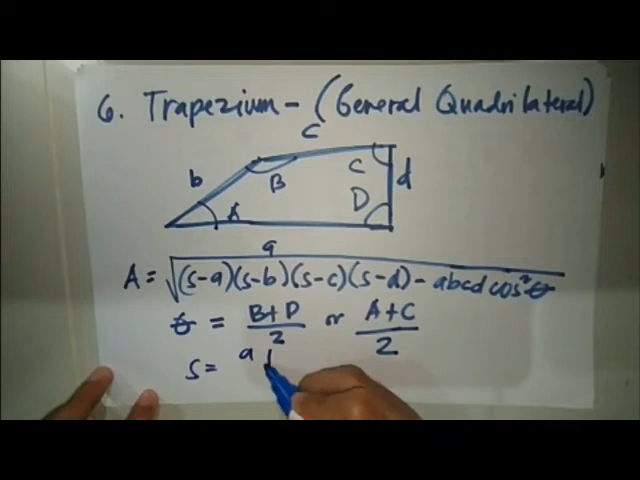 6. Trapezium - (General Quadrilateral)
c
b B C d
A D
a
A = √(s-a)(s-b)(s-c)(s-d) - abcd cos²θ
θ = B+D/2 or A+C/2
s = a